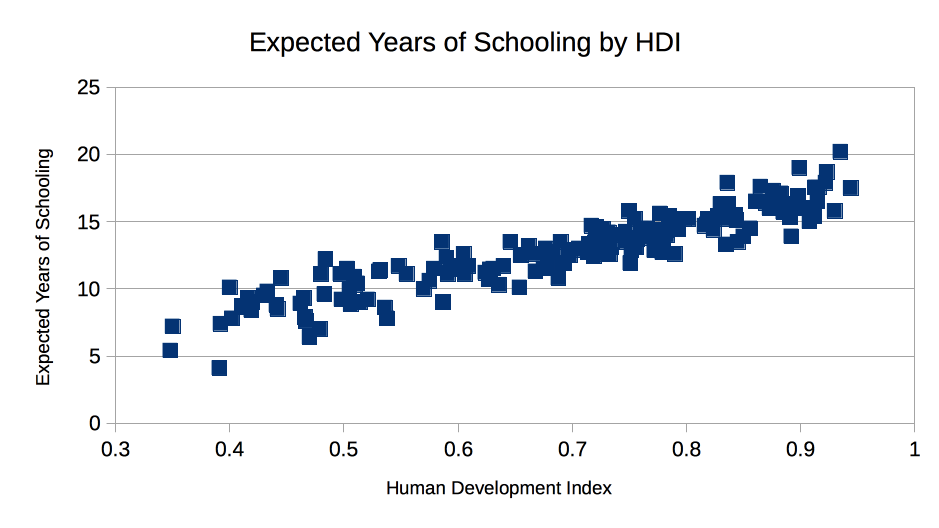 Expected Years of Schooling by HDI
25
20
15
10
5
0
Expected Years of Schooling
0.3 0.4 0.5 0.6 0.7 0.8 0.9 1
Human Development Index